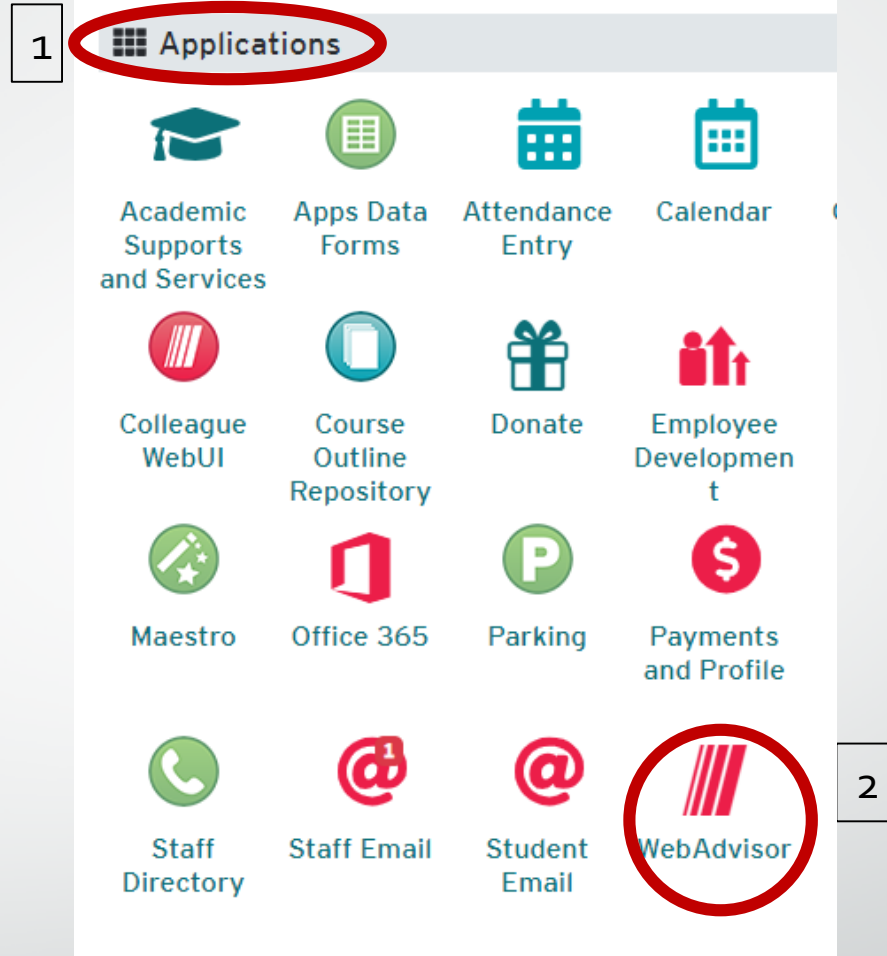 1
Applications
Academic
Supports
and Services
Apps Data
Forms
Attendance
Entry
Calendar
Colleague
WebUI
Course
Outline
Repository
Donate
Employee
Developmen
t
Maestro
Office 365
P
Parking
$
Payments
and Profile
Staff
Directory
@
1
Staff Email
@
Student
Email
WebAdvisor
2